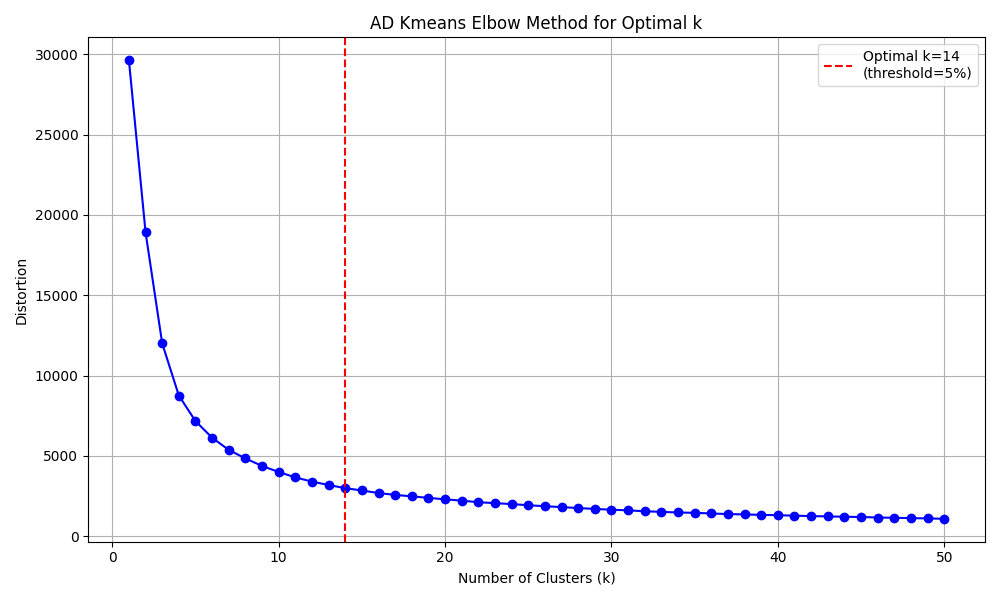 AD Kmeans Elbow Method for Optimal k
Optimal k=14
(threshold=5%)
30000
25000
20000
15000
10000
5000
0
Distortion
0 10 20 30 40 50
Number of Clusters (k)